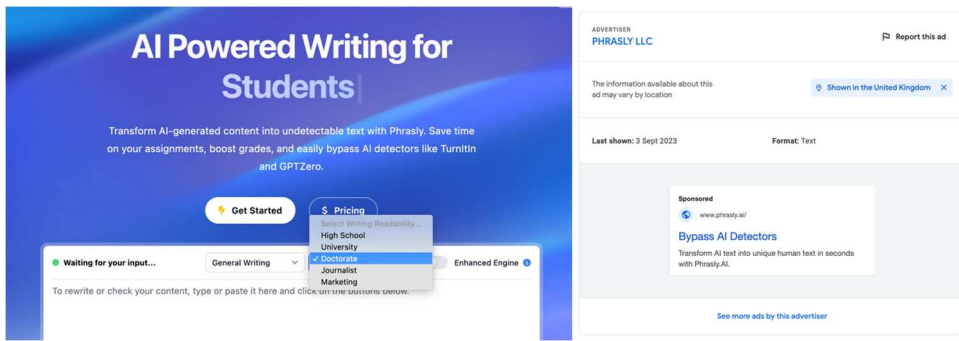 AI Powered Writing for
Students
Transform AI-generated content into undetectable text with Phrasly. Save time
on your assignments, boost grades, and easily bypass AI detectors like TurnItIn
and GPTZero.
Get Started
$ Pricing
Select Writing Readability...
High School
University
✓ Doctorate
Journalist
Marketing
Waiting for your input...
General Writing
Enhanced Engine
To rewrite or check your content, type or paste it here and click on the buttons below.
ADVERTISER
PHRASLY LLC
Report this ad
The information available about this
ad may vary by location
Shown in the United Kingdom X
Last shown: 3 Sept 2023
Format: Text
Sponsored
www.phrasly.ai/
Bypass AI Detectors
Transform AI text into unique human text in seconds
with Phrasly.AI.
See more ads by this advertiser